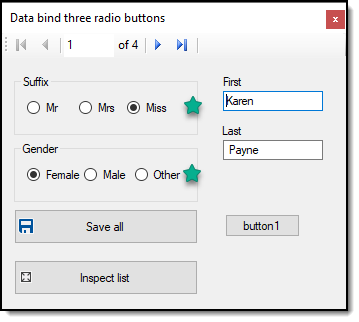 Data bind three radio buttons
x
1 of 4
Suffix
Mr Mrs Miss
First
Karen
Last
Payne
Gender
Female Male Other
Save all
button1
Inspect list